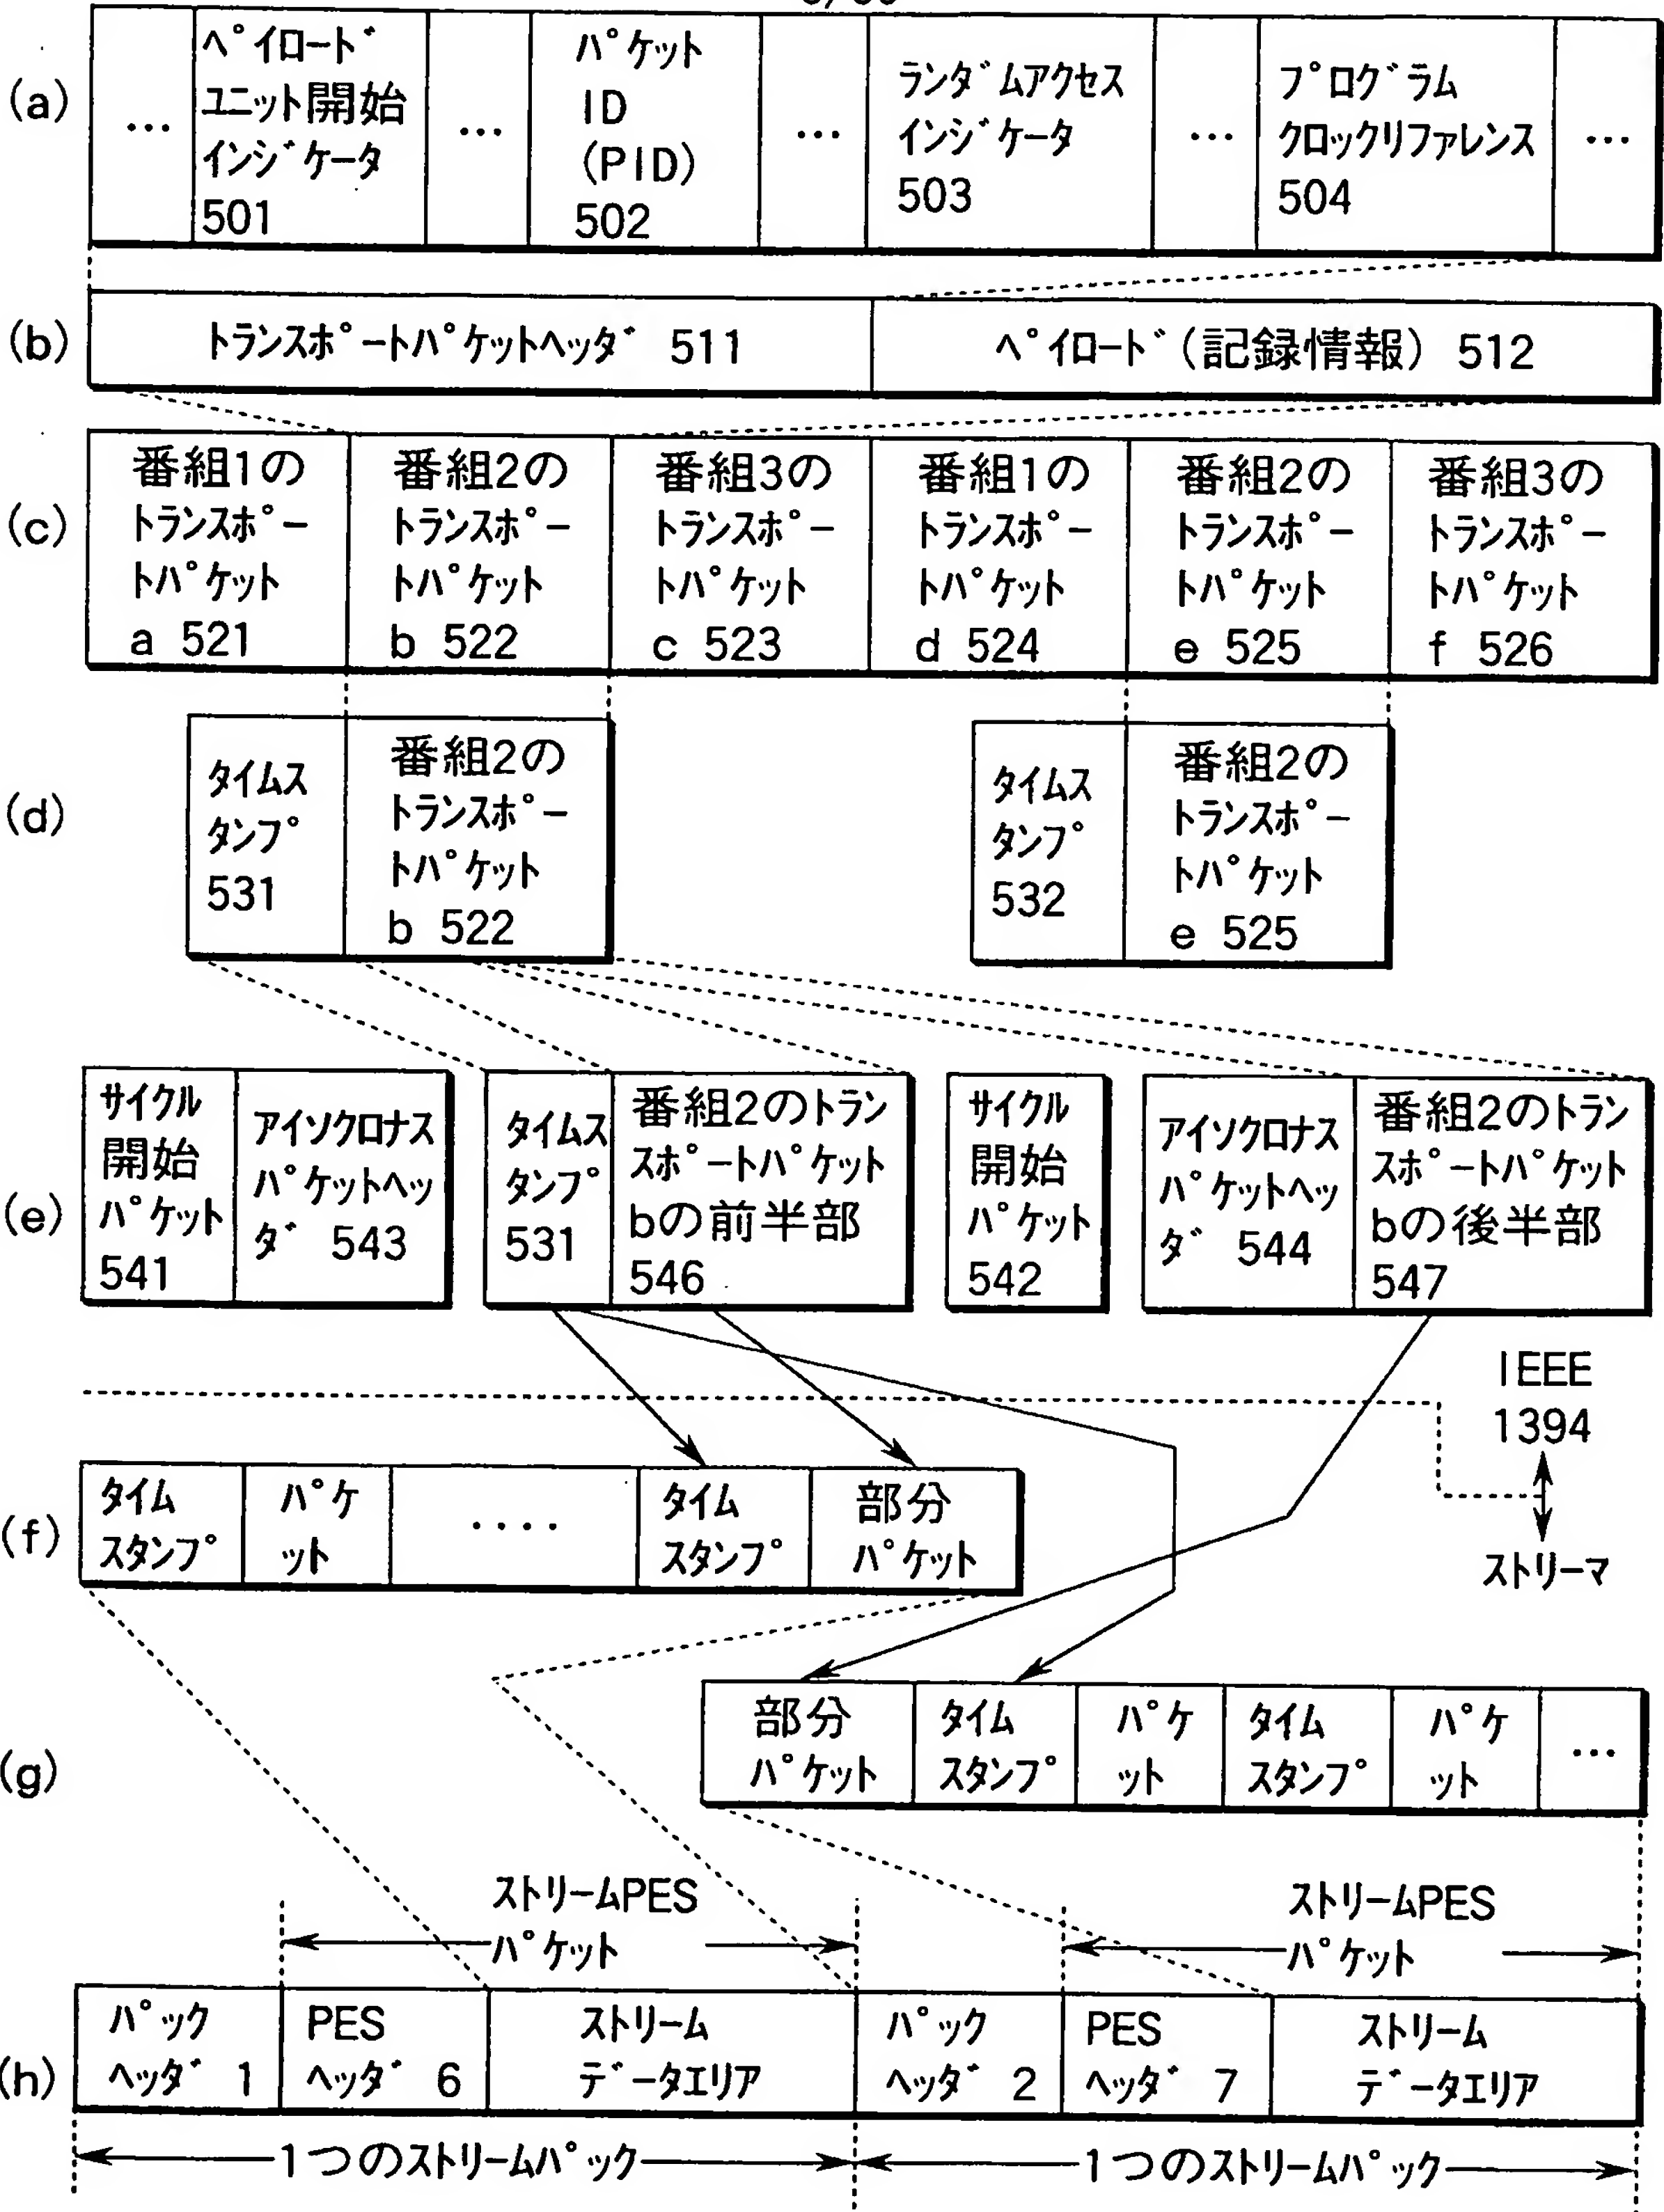 (a)
…
ペイロード
ユニット開始
インジケータ
501
…
パケット
ID
(PID)
502
…
ランダムアクセス
インジケータ
503
…
プログラム
クロックリファレンス
504
…
(b)
トランスポートパケットヘッダ 511
ペイロード(記録情報) 512
(c)
番組1の
トランスポー
トパケット
a 521
番組2の
トランスポー
トパケット
b 522
番組3の
トランスポー
トパケット
c 523
番組1の
トランスポー
トパケット
d 524
番組2の
トランスポー
トパケット
e 525
番組3の
トランスポー
トパケット
f 526
(d)
タイムス
タンプ
531
番組2の
トランスポー
トパケット
b 522
タイムス
タンプ
532
番組2の
トランスポー
トパケット
e 525
(e)
サイクル
開始
パケット
541
アイソクロナス
パケットヘッ
ダ 543
タイムス
タンプ
531
番組2のトラン
スポートパケット
bの前半部
546
サイクル
開始
パケット
542
アイソクロナス
パケットヘッ
ダ 544
番組2のトラン
スポートパケット
bの後半部
547
IEEE
1394
ストリーマ
(f)
タイム
スタンプ
パケ
ット
....
タイム
スタンプ
部分
パケット
(g)
部分
パケット
タイム
スタンプ
パケ
ット
タイム
スタンプ
パケ
ット
…
ストリームPES
パケット
ストリームPES
パケット
(h)
パック
ヘッダ 1
PES
ヘッダ 6
ストリーム
データエリア
パック
ヘッダ 2
PES
ヘッダ 7
ストリーム
データエリア
1つのストリームパック
1つのストリームパック